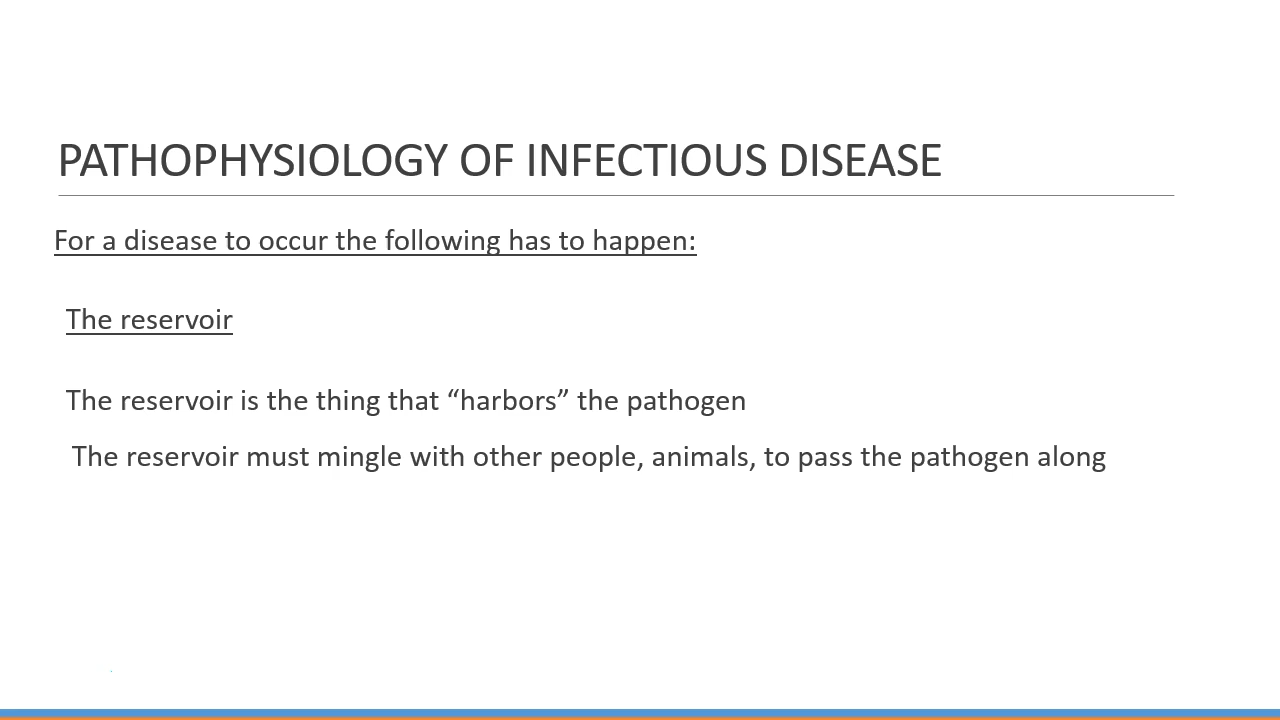 PATHOPHYSIOLOGY OF INFECTIOUS DISEASE
For a disease to occur the following has to happen:
The reservoir
The reservoir is the thing that “harbors” the pathogen
The reservoir must mingle with other people, animals, to pass the pathogen along